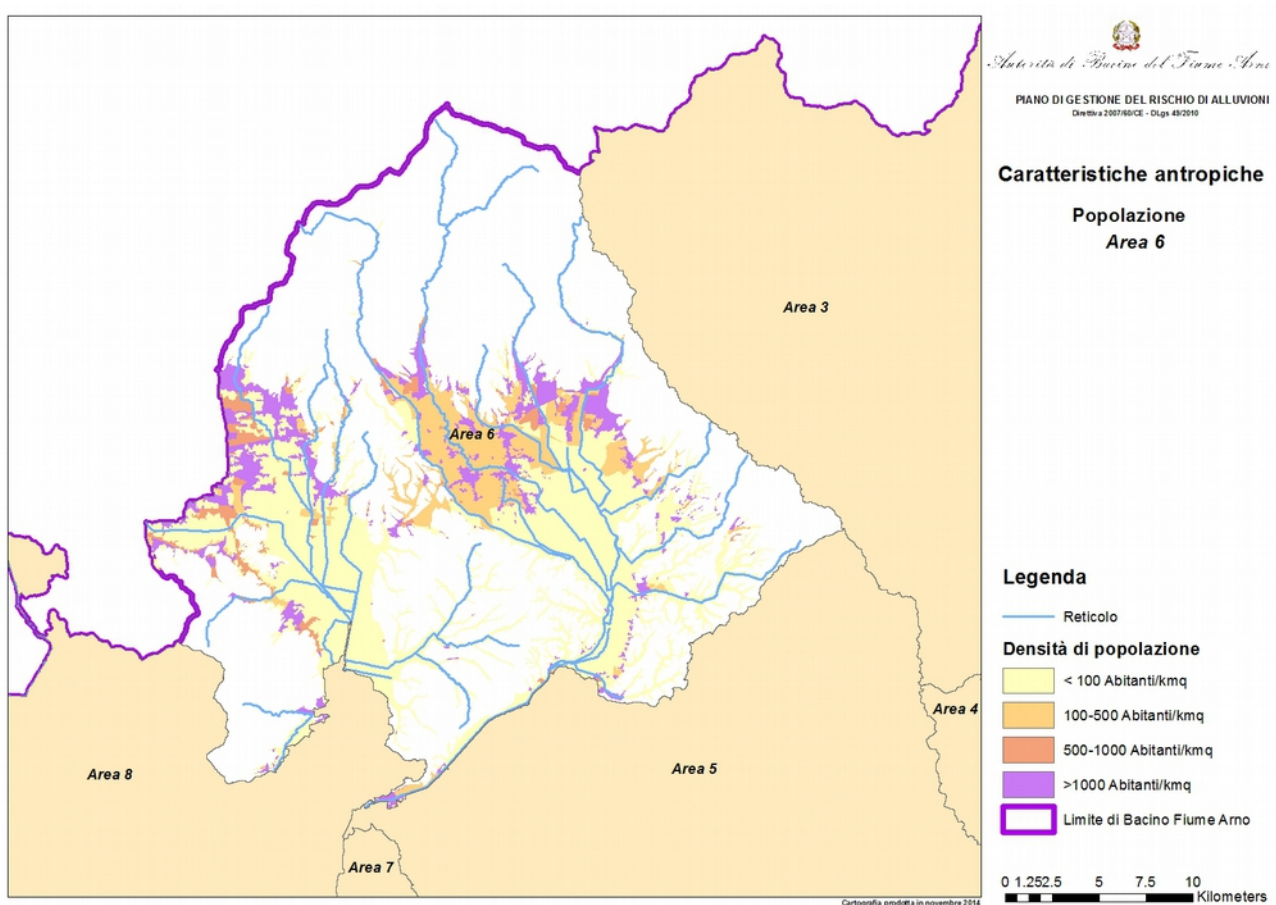 Autorità di Bacino del Fiume Arno
PIANO DI GESTIONE DEL RISCHIO DI ALLUVIONI
Direttiva 2007/60/CE - DLgs 49/2010
Caratteristiche antropiche
Popolazione
Area 6
Area 3
Area 6
Area 4
Area 5
Area 8
Area 7
Legenda
Reticolo
Densità di popolazione
< 100 Abitanti/kmq
100-500 Abitanti/kmq
500-1000 Abitanti/kmq
>1000 Abitanti/kmq
Limite di Bacino Fiume Arno
0 1.252.5 5 7.5 10
Kilometers
Cartografia prodotta in novembre 2014